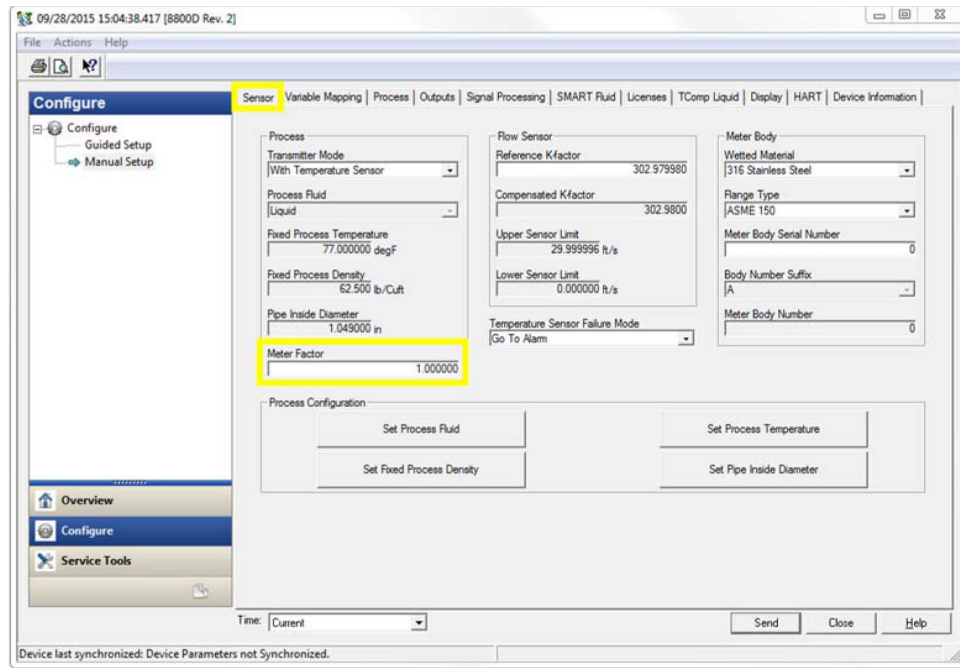 09/28/2015 15:04:38.417 [8800D Rev. 2]
File Actions Help
Configure
Configure
Guided Setup
Manual Setup
Overview
Configure
Service Tools
Sensor Variable Mapping Process Outputs Signal Processing SMART Fluid Licenses TComp Liquid Display HART Device Information
Process
Transmitter Mode
With Temperature Sensor
Process Fluid
Liquid
Fixed Process Temperature
77.000000 degF
Fixed Process Density
62.500 lb/Cuft
Pipe Inside Diameter
1.049000 in
Meter Factor
1.000000
Flow Sensor
Reference K-factor
302.979980
Compensated K-factor
302.9800
Upper Sensor Limit
29.999996 ft/s
Lower Sensor Limit
0.000000 ft/s
Temperature Sensor Failure Mode
Go To Alarm
Meter Body
Wetted Material
316 Stainless Steel
Flange Type
ASME 150
Meter Body Serial Number
0
Body Number Suffix
A
Meter Body Number
0
Process Configuration
Set Process Fluid
Set Process Temperature
Set Fixed Process Density
Set Pipe Inside Diameter
Time: Current
Send Close Help
Device last synchronized: Device Parameters not Synchronized.